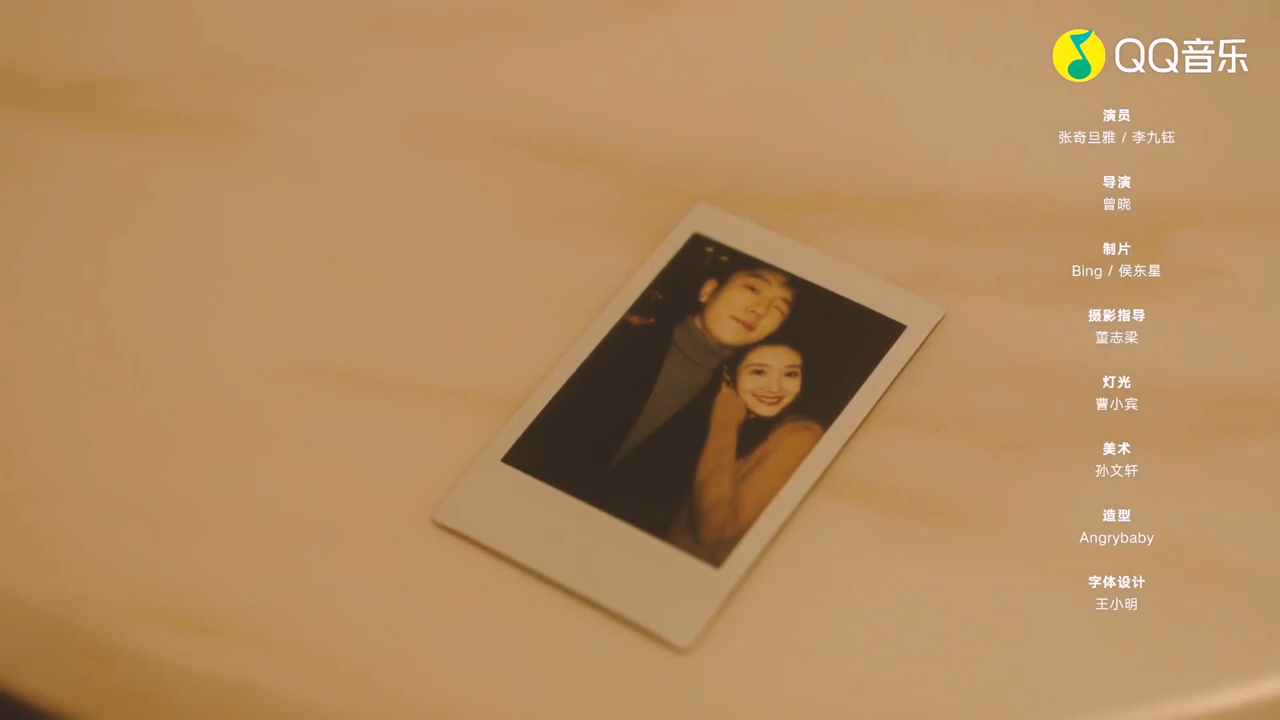 QQ音乐
演员
张奇旦雅 / 李九钰
导演
曾晓
制片
Bing / 侯东星
摄影指导
董志梁
灯光
曹小宾
美术
孙文轩
造型
Angrybaby
字体设计
王小明